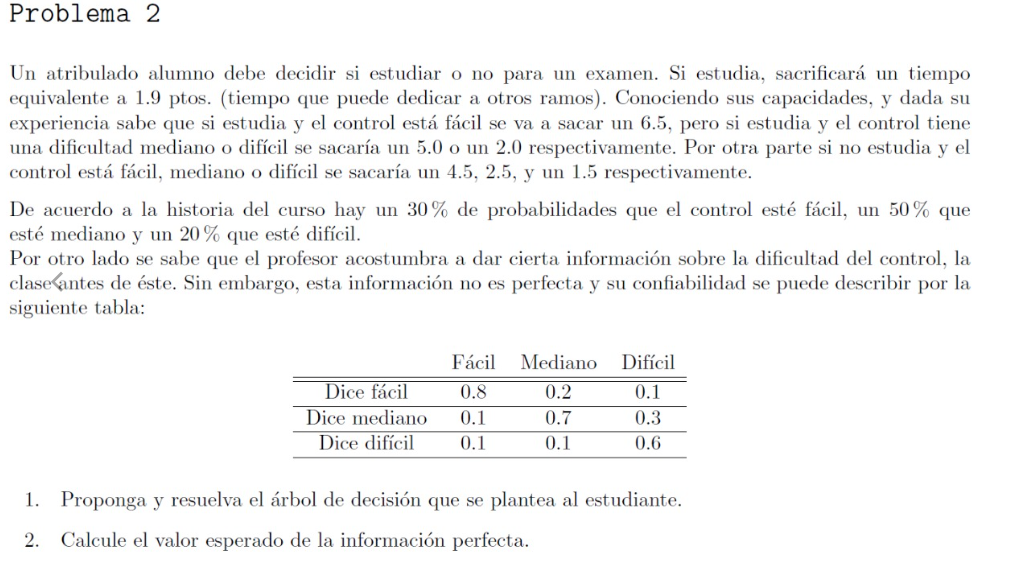 Problema 2
Un atribulado alumno debe decidir si estudiar o no para un examen. Si estudia, sacrificará un tiempo
equivalente a 1.9 ptos. (tiempo que puede dedicar a otros ramos). Conociendo sus capacidades, y dada su
experiencia sabe que si estudia y el control está fácil se va a sacar un 6.5, pero si estudia y el control tiene
una dificultad mediano o difícil se sacaría un 5.0 o un 2.0 respectivamente. Por otra parte si no estudia y el
control está fácil, mediano o difícil se sacaría un 4.5, 2.5, y un 1.5 respectivamente.
De acuerdo a la historia del curso hay un 30 % de probabilidades que el control esté fácil, un 50 % que
esté mediano y un 20 % que esté difícil.
Por otro lado se sabe que el profesor acostumbra a dar cierta información sobre la dificultad del control, la
clase antes de éste. Sin embargo, esta información no es perfecta y su confiabilidad se puede describir por la
siguiente tabla:
Fácil Mediano Difícil
Dice fácil 0.8 0.2 0.1
Dice mediano 0.1 0.7 0.3
Dice difícil 0.1 0.1 0.6
1. Proponga y resuelva el árbol de decisión que se plantea al estudiante.
2. Calcule el valor esperado de la información perfecta.